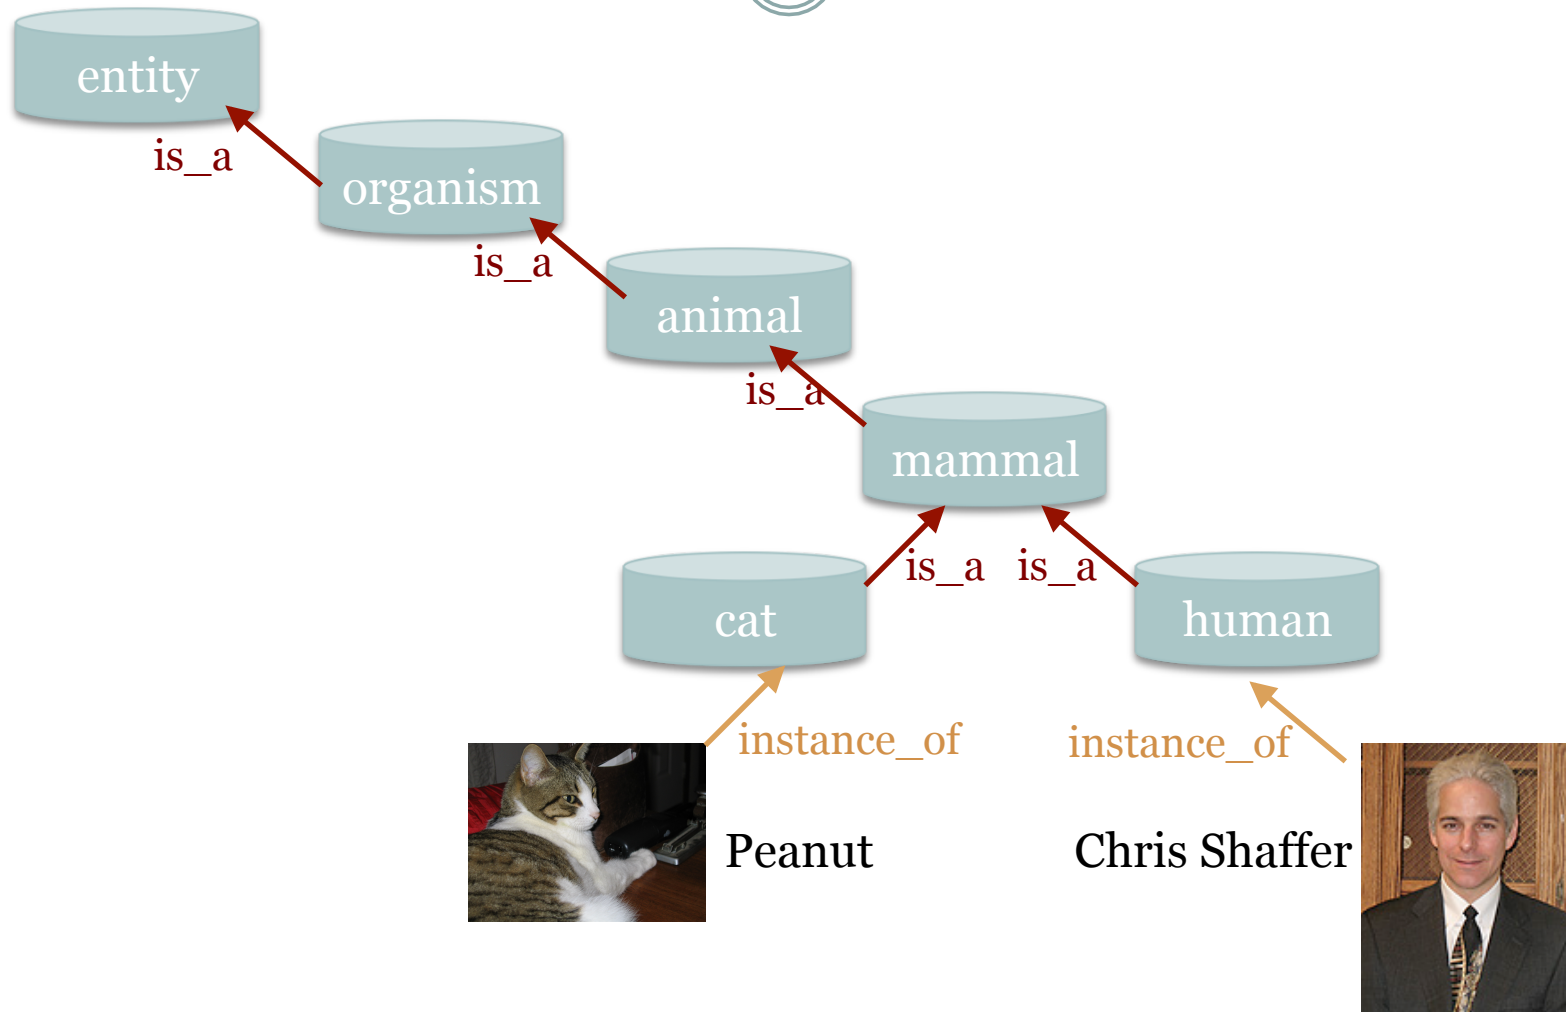 entity
is_a
organism
is_a
animal
is_a
mammal
is_a is_a
cat
human
instance_of
instance_of
Peanut
Chris Shaffer